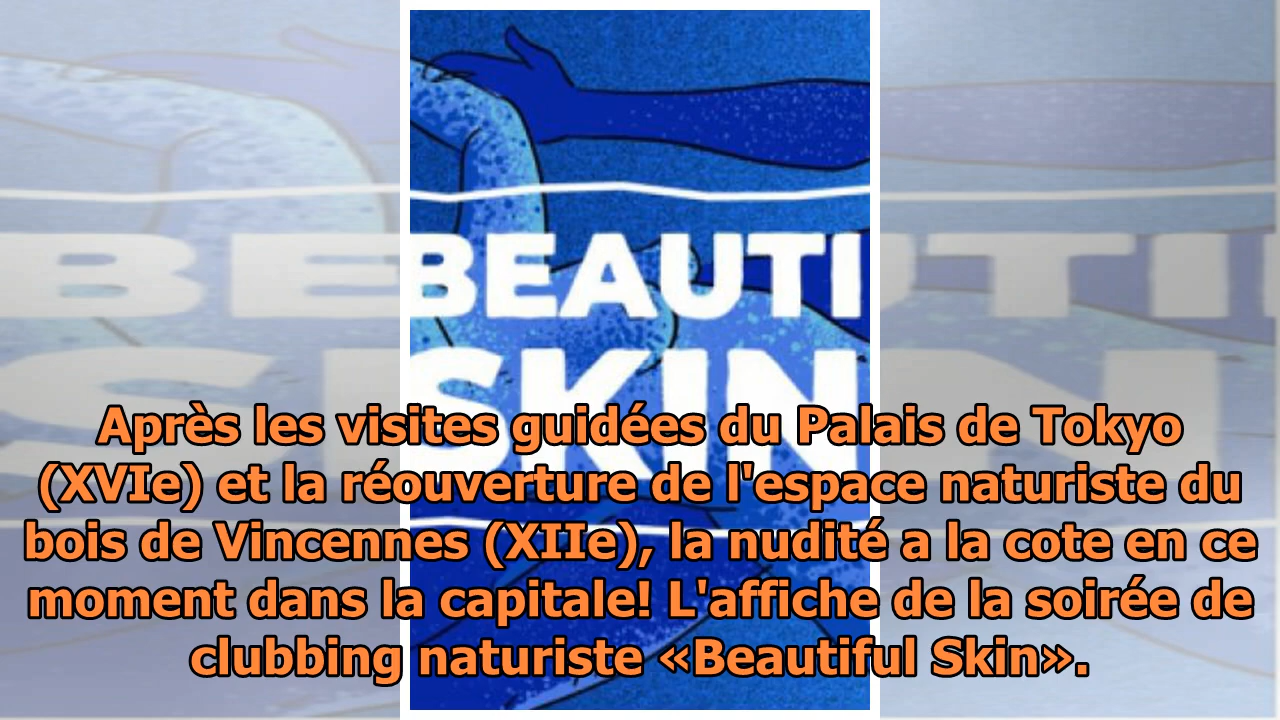 BEAUTI
SKIN
Après les visites guidées du Palais de Tokyo
(XVIe) et la réouverture de l'espace naturiste du
bois de Vincennes (XIIe), la nudité a la cote en ce
moment dans la capitale! L'affiche de la soirée de
clubbing naturiste «Beautiful Skin».